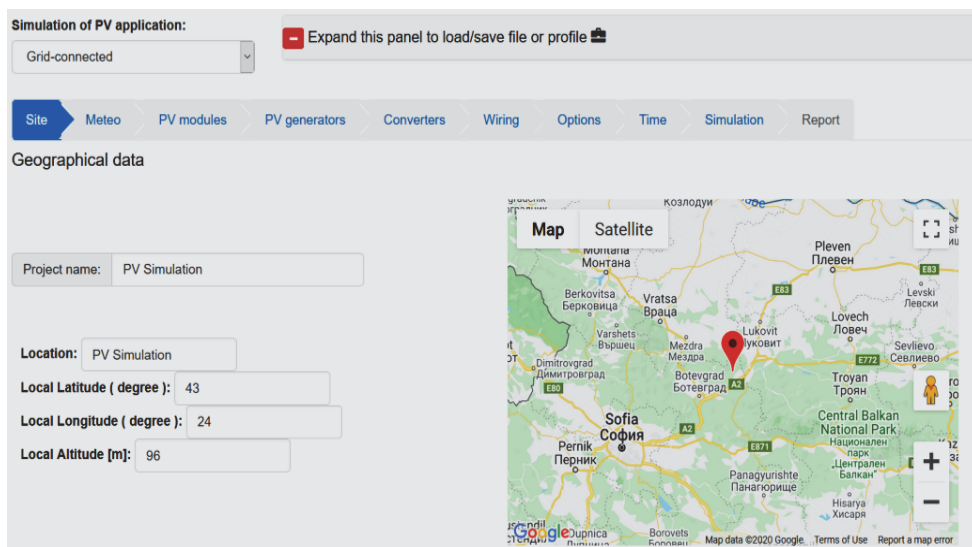 Simulation of PV application:
Grid-connected
Expand this panel to load/save file or profile
Site
Meteo
PV modules
PV generators
Converters
Wiring
Options
Time
Simulation
Report
Geographical data
Project name:
PV Simulation
Location:
PV Simulation
Local Latitude ( degree ):
43
Local Longitude ( degree ):
24
Local Altitude [m]:
96
Map
Satellite
Козлодуй
Montana
Монтана
Pleven
Плевен
E83
Berkovitsa
Берковица
Vratsa
Враца
E83
Levski
Левски
Varshets
Вършец
Mezdra
Мездра
Lukovit
Lovech
Ловеч
Sevlievo
Севлиево
E772
Dimitrovgrad
Димитровград
E80
Botevgrad
Ботевград
A2
Troyan
Троян
Sofia
София
A2
Central Balkan
National Park
Национален
парк
„Централен
Балкан“
Pernik
Перник
E871
Panagyurishte
Панагюрище
Hisarya
Хисаря
Google
Borovets
Map data ©2020 Google
Terms of Use
Report a map error